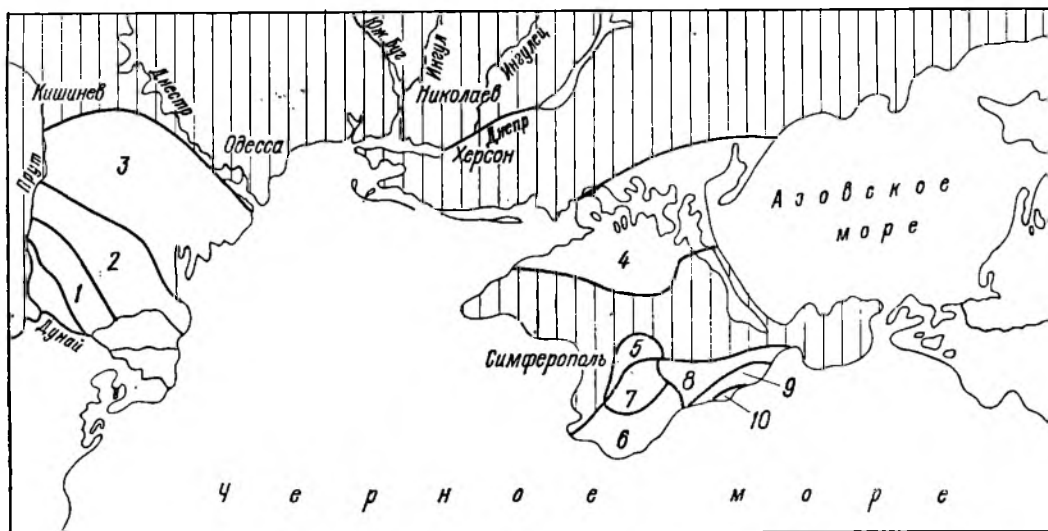 Юж. Буг
Ингул
Ингулец
Кишинев
Днестр
Николаев
Одесса
Днепр
Херсон
Прут
3
Азовское
море
2
4
1
Дунай
Симферополь
5
8
9
7
10
6
Черное море